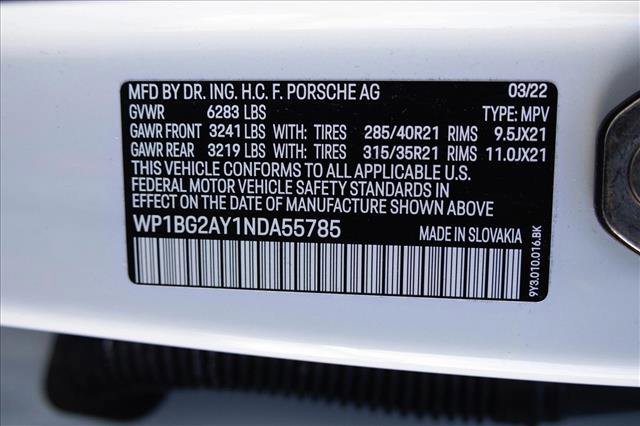 MFD BY DR. ING. H.C. F. PORSCHE AG 03/22
GVWR 6283 LBS TYPE: MPV
GAWR FRONT 3241 LBS WITH: TIRES 285/40R21 RIMS 9.5JX21
GAWR REAR 3219 LBS WITH: TIRES 315/35R21 RIMS 11.0JX21
THIS VEHICLE CONFORMS TO ALL APPLICABLE U.S.
FEDERAL MOTOR VEHICLE SAFETY STANDARDS IN
EFFECT ON THE DATE OF MANUFACTURE SHOWN ABOVE.
WP1BG2AY1NDA55785 MADE IN SLOVAKIA
9Y3.010.016.BK